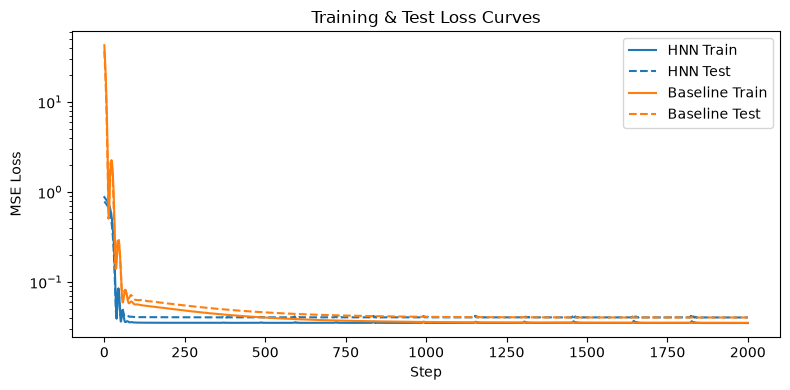 Training & Test Loss Curves
HNN Train
HNN Test
Baseline Train
Baseline Test
MSE Loss
10¹
10⁰
10⁻¹
0 250 500 750 1000 1250 1500 1750 2000
Step